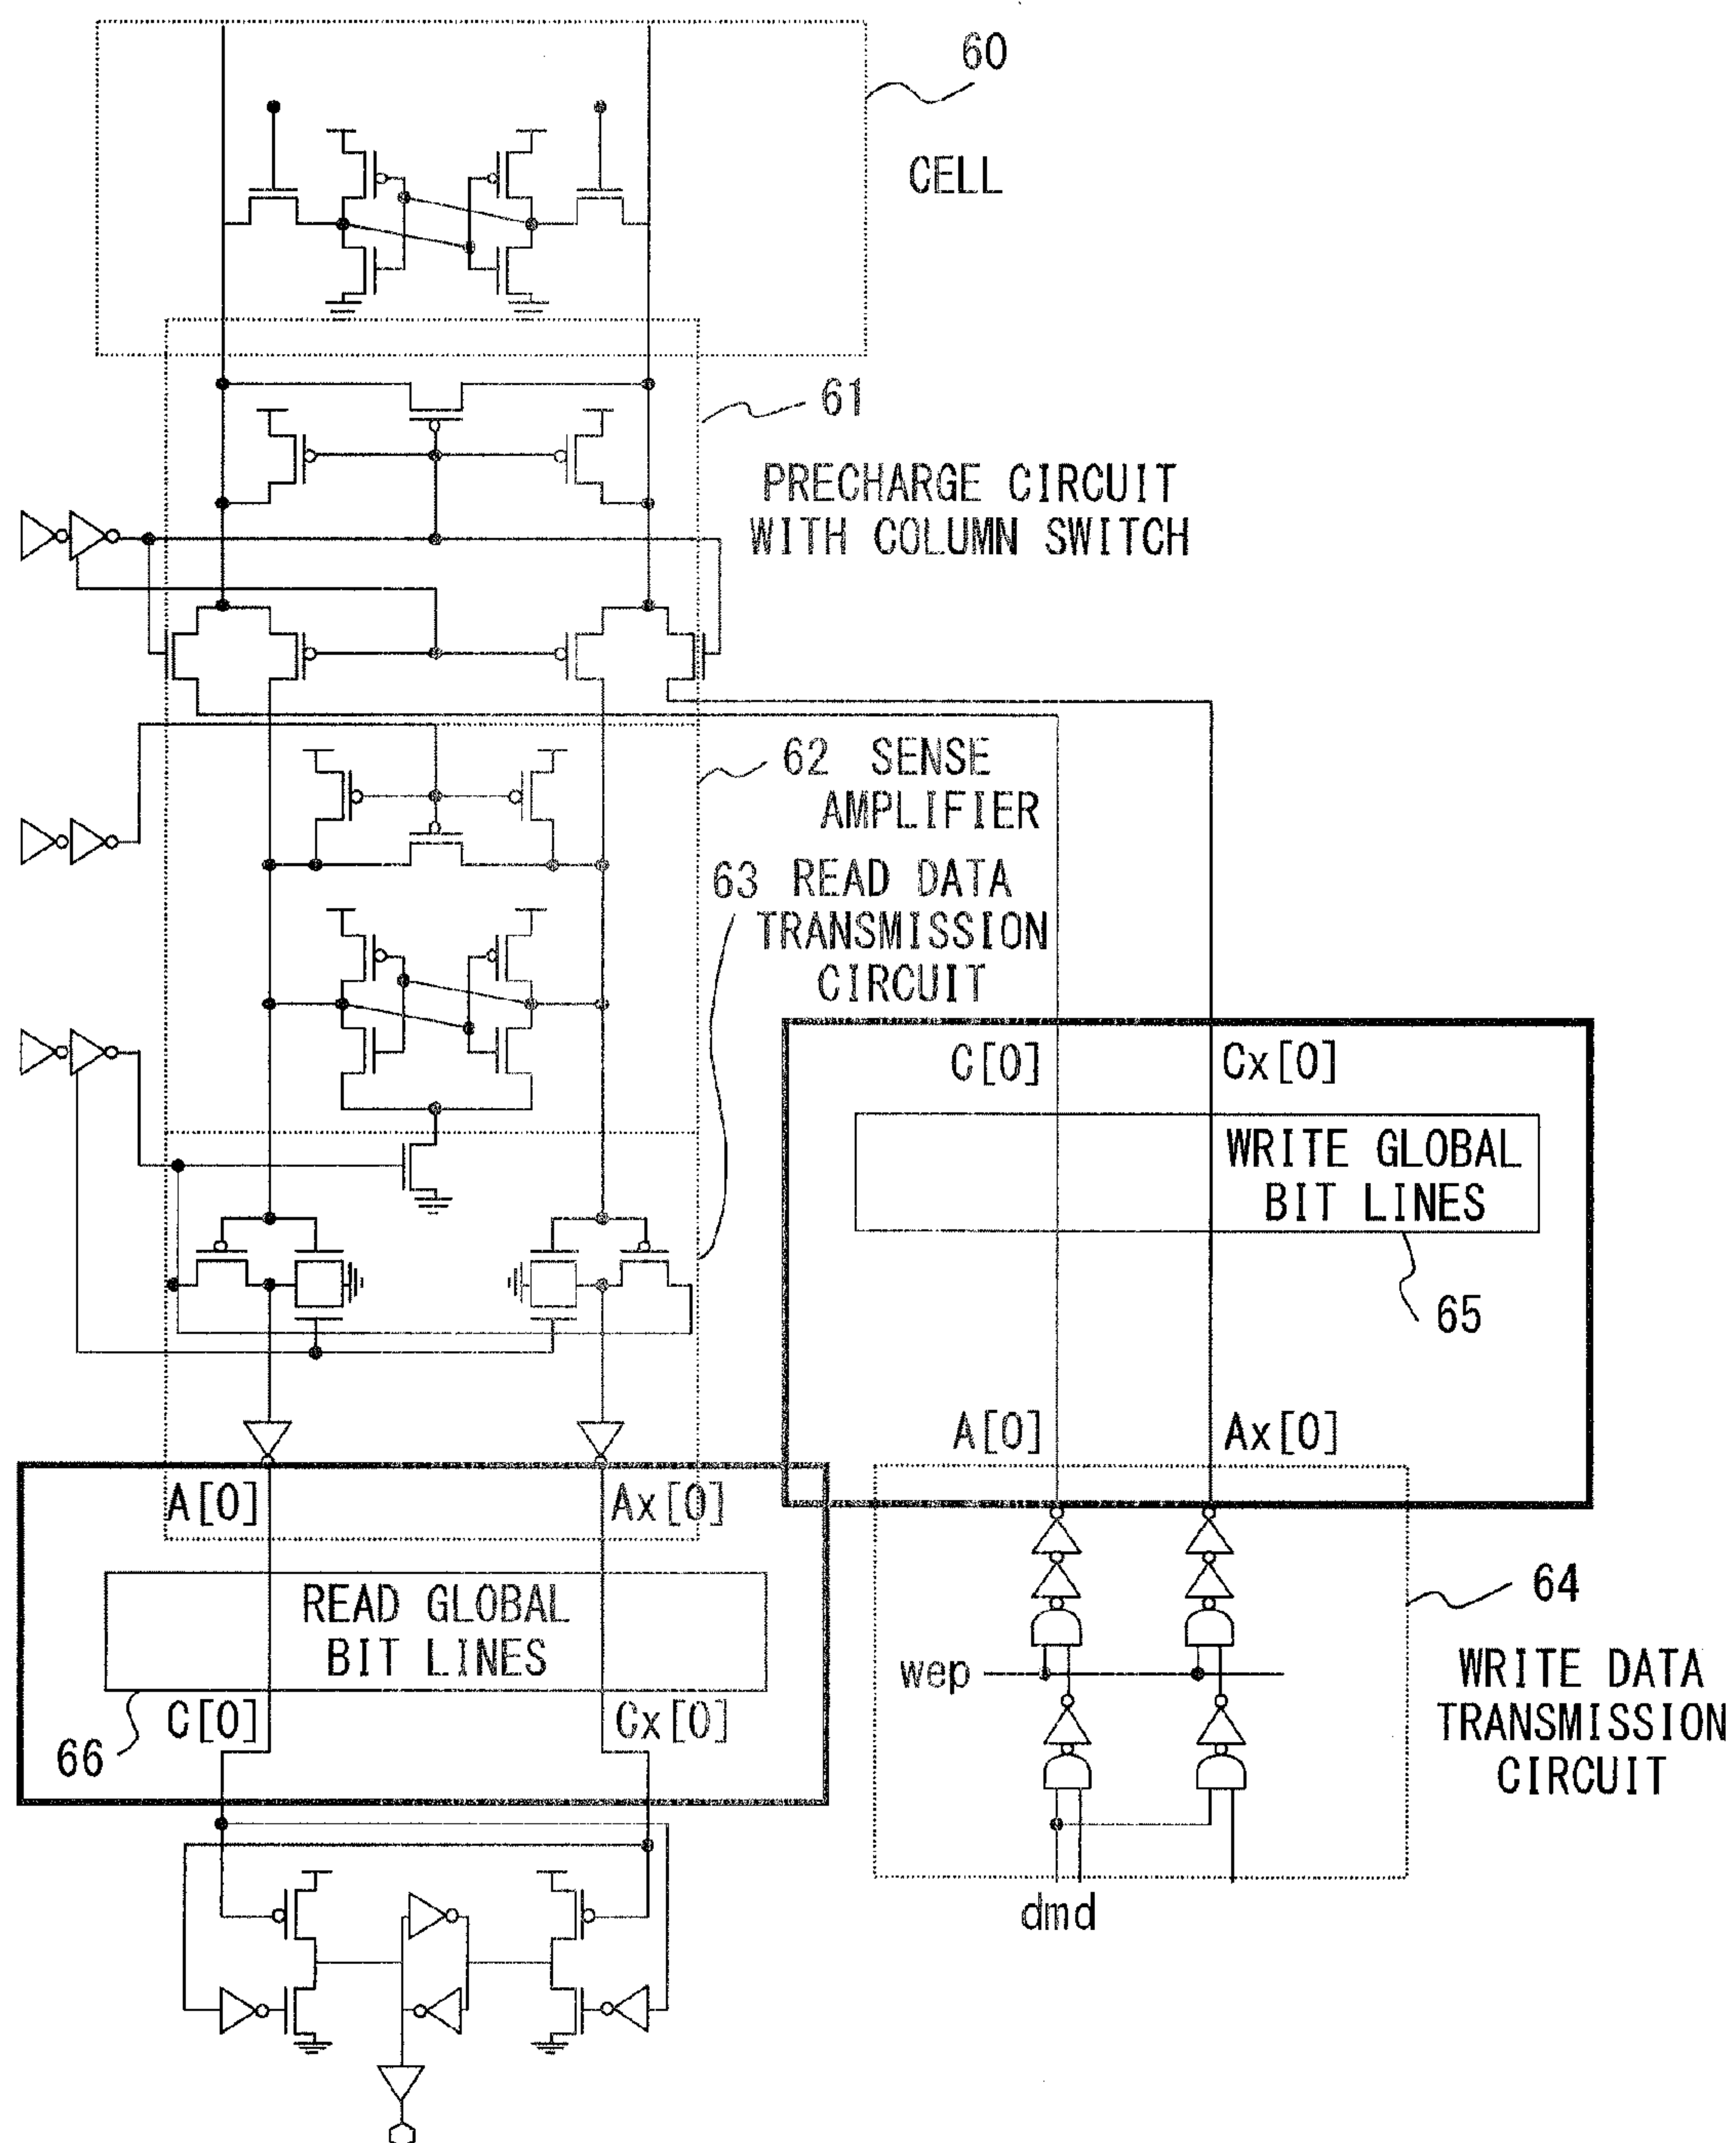 60
CELL
61
PRECHARGE CIRCUIT
WITH COLUMN SWITCH
62 SENSE
AMPLIFIER
63 READ DATA
TRANSMISSION
CIRCUIT
C[0]
Cx[0]
WRITE GLOBAL
BIT LINES
65
A[0]
Ax[0]
A[0]
Ax[0]
READ GLOBAL
BIT LINES
C[0]
Cx[0]
66
64
wep
WRITE DATA
TRANSMISSION
CIRCUIT
dmd